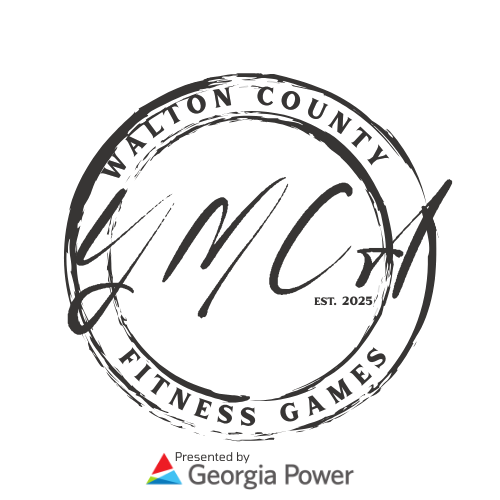 WALTON COUNTY
YMCA
EST. 2025
FITNESS GAMES
Presented by
Georgia Power